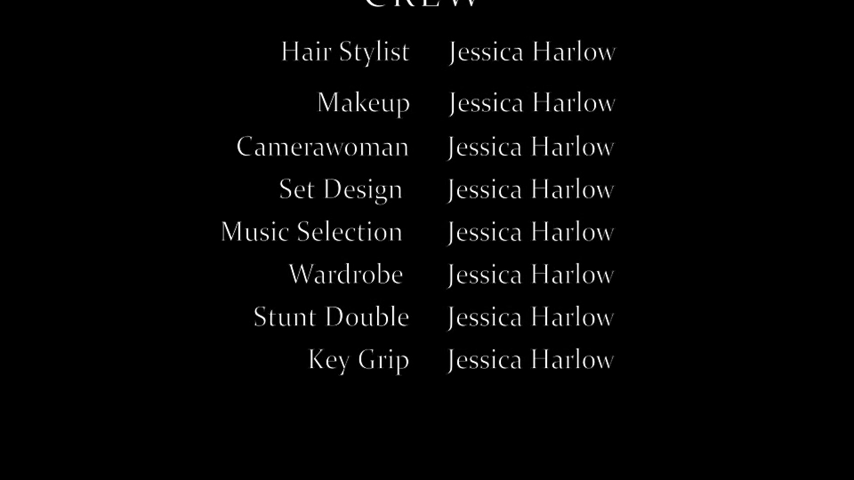 CREW
Hair Stylist Jessica Harlow
Makeup Jessica Harlow
Camerawoman Jessica Harlow
Set Design Jessica Harlow
Music Selection Jessica Harlow
Wardrobe Jessica Harlow
Stunt Double Jessica Harlow
Key Grip Jessica Harlow